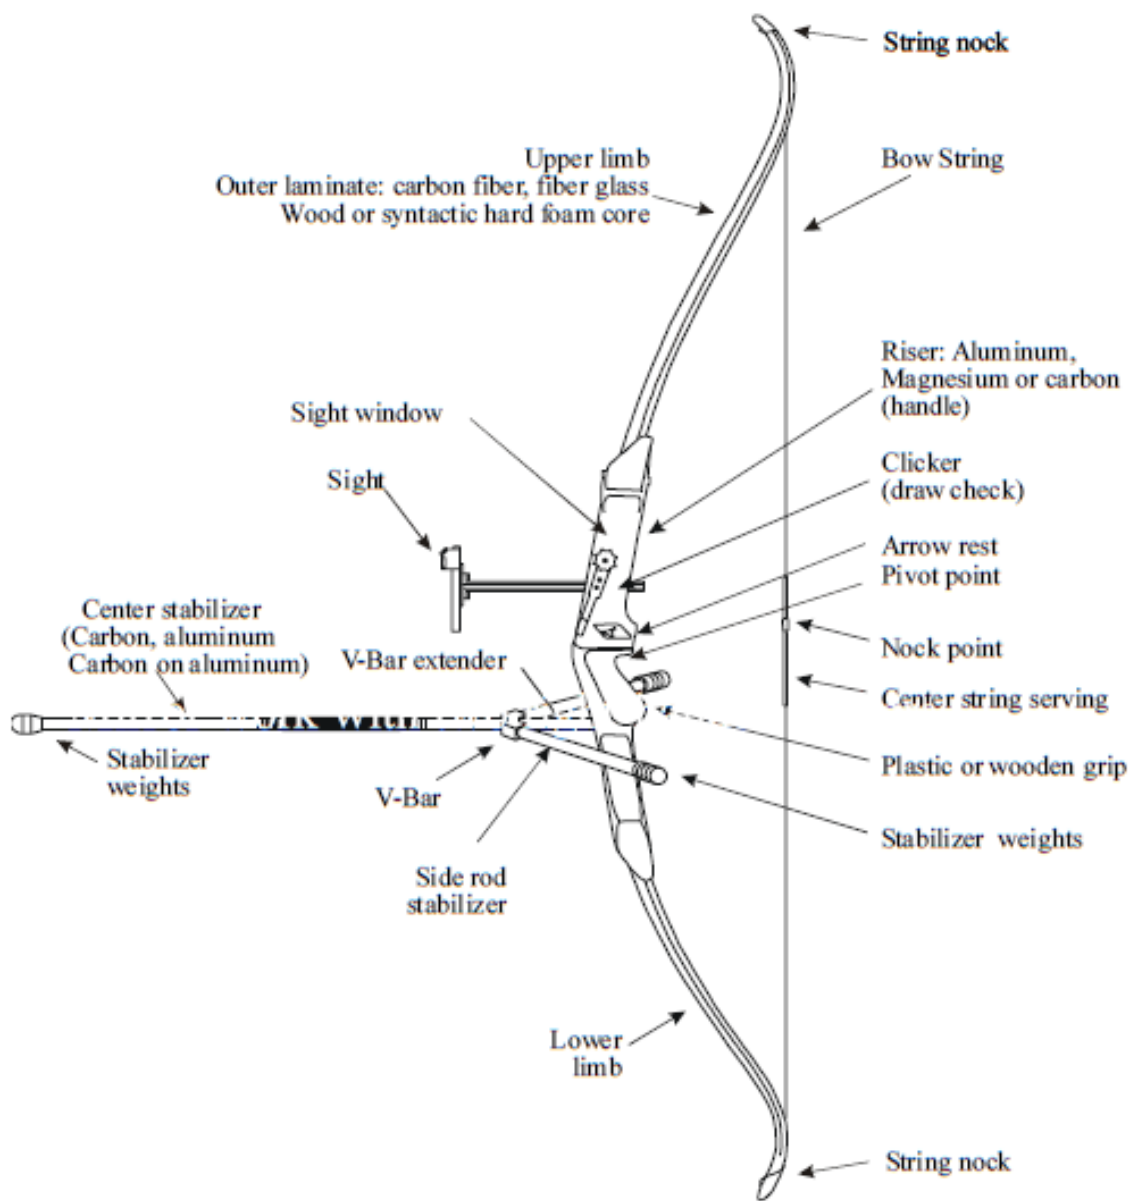 String nock
Upper limb
Outer laminate: carbon fiber, fiber glass
Wood or syntactic hard foam core
Bow String
Riser: Aluminum,
Magnesium or carbon
(handle)
Sight window
Clicker
(draw check)
Sight
Arrow rest
Pivot point
Center stabilizer
(Carbon, aluminum
Carbon on aluminum)
V-Bar extender
Nock point
Center string serving
Stabilizer
weights
V-Bar
Plastic or wooden grip
Stabilizer weights
Side rod
stabilizer
Lower
limb
String nock